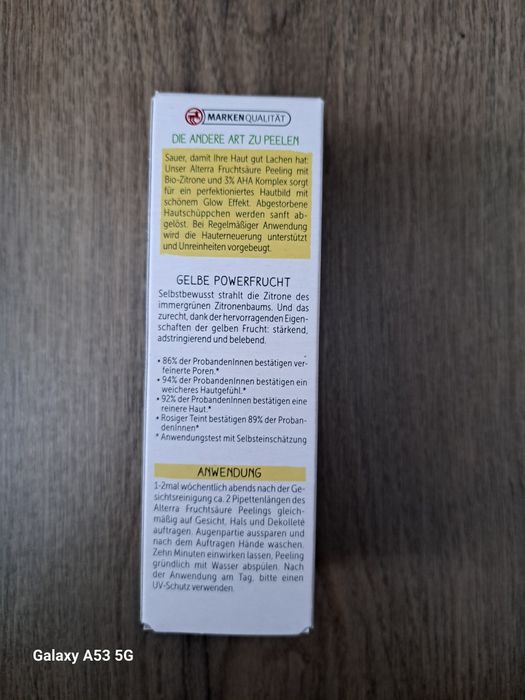 MARKENQUALITÄT
DIE ANDERE ART ZU PEELEN
Sauer, damit Ihre Haut gut Lachen hat:
Unser Alterra Fruchtsäure Peeling mit
Bio-Zitrone und 3% AHA Komplex sorgt
für ein perfektioniertes Hautbild mit
schönem Glow Effekt. Abgestorbene
Hautschüppchen werden sanft ab-
gelöst. Bei Regelmäßiger Anwendung
wird die Hauterneuerung unterstützt
und Unreinheiten vorgebeugt.
GELBE POWERFRUCHT
Selbstbewusst strahlt die Zitrone des
immergrünen Zitronenbaums. Und das
zurecht, dank der hervorragenden Eigen-
schaften der gelben Frucht: stärkend,
adstringierend und belebend.
• 86% der ProbandenInnen bestätigen ver-
feinerte Poren.*
• 94% der ProbandenInnen bestätigen ein
weicheres Hautgefühl.*
• 92% der ProbandenInnen bestätigen eine
reinere Haut.*
• Rosiger Teint bestätigen 89% der Proban-
denInnen*
* Anwendungstest mit Selbsteinschätzung
ANWENDUNG
1-2mal wöchentlich abends nach der Ge-
sichtsreinigung ca. 2 Pipettenlängen des
Alterra Fruchtsäure Peelings gleich-
mäßig auf Gesicht, Hals und Dekolleté
auftragen. Augenpartie aussparen und
nach dem Auftragen Hände waschen.
Zehn Minuten einwirken lassen, Peeling
gründlich mit Wasser abspülen. Nach
der Anwendung am Tag, bitte einen
UV-Schutz verwenden.
Galaxy A53 5G